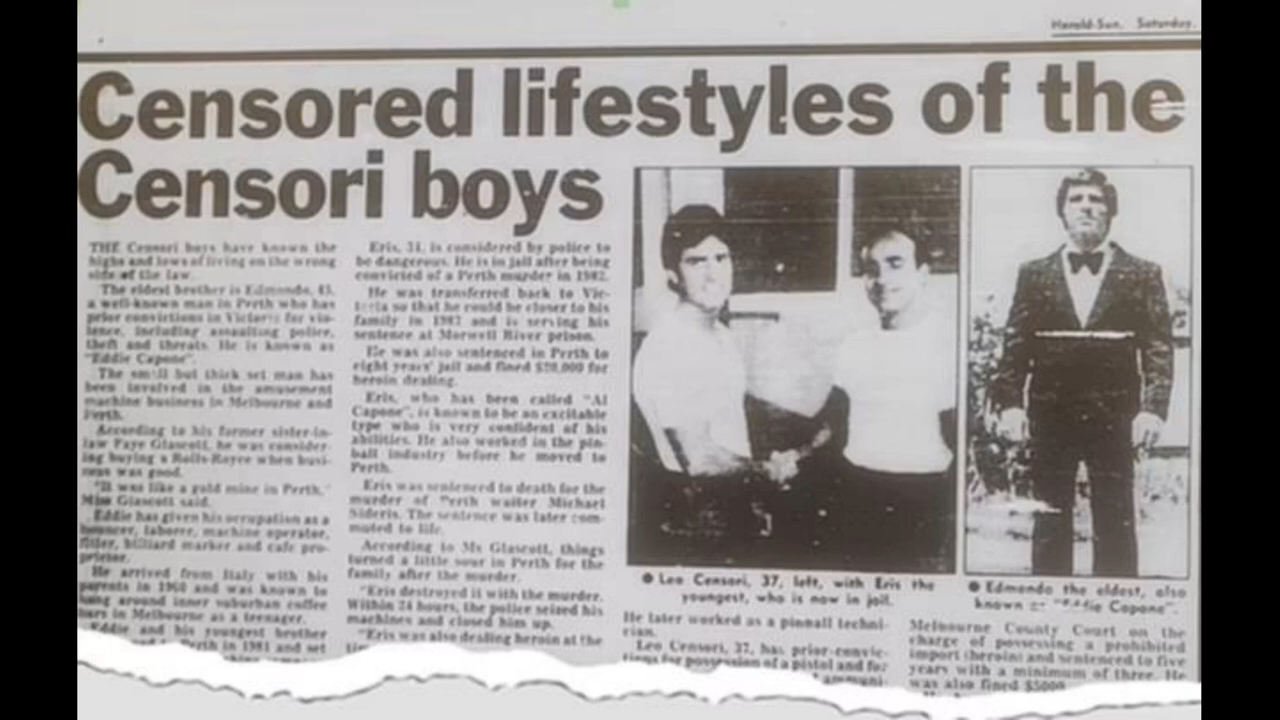 Herald-Sun, Saturday,
Censored lifestyles of the
Censori boys
THE Censori boys have known the
highs and lows of living on the wrong
side of the law.
The eldest brother is Edmondo, 43,
a well-known man in Perth who has
prior convictions in Victoria for vio-
lence, including assaulting police,
theft and threats. He is known as
"Eddie Capone".
The small but thick set man has
been involved in the amusement
machine business in Melbourne and
Perth.
According to his former sister-in-
law Faye Glascott, he was consider-
ing buying a Rolls-Royce when busi-
ness was good.
"It was like a gold mine in Perth,"
Miss Glascott said.
Eddie has given his occupation as a
bouncer, laborer, machine operator,
fitler, billiard marker and cafe pro-
prietor.
He arrived from Italy with his
parents in 1960 and was known to
hang around inner suburban coffee
bars in Melbourne as a teenager.
Eddie and his youngest brother
Perth in 1981 and set
Eris, 31, is considered by police to
be dangerous. He is in jail after being
convicted of a Perth murder in 1982.
He was transferred back to Vic-
toria so that he could be closer to his
family in 1987 and is serving his
sentence at Morwell River prison.
He was also sentenced in Perth to
eight years' jail and fined $20,000 for
heroin dealing.
Eris, who has been called "Al
Capone", is known to be an excitable
type who is very confident of his
abilities. He also worked in the pin-
ball industry before he moved to
Perth.
Eris was sentenced to death for the
murder of Perth waiter Michael
Sideris. The sentence was later com-
muted to life.
According to Ms Glascott, things
turned a little sour in Perth for the
family after the murder.
"Eris destroyed it with the murder.
Within 24 hours, the police seized his
machines and closed him up.
"Eris was also dealing heroin at the
● Leo Censori, 37, left, with Eris the
youngest, who is now in jail.
He later worked as a pinball techni-
cian.
Leo Censori, 37, has prior convic-
tions for possession of a pistol and for
ammuni-
● Edmondo the eldest, also
known as "Eddie Capone".
Melbourne County Court on the
charge of possessing a prohibited
import (heroin) and sentenced to five
years with a minimum of three. He
was also fined $5000